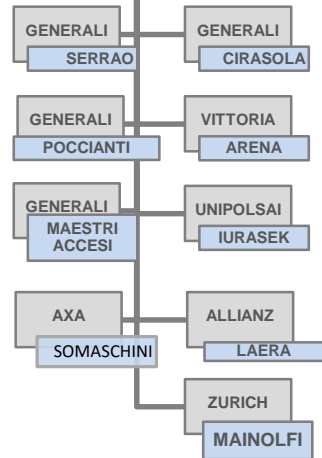 GENERALI
SERRAO
GENERALI
CIRASOLA
GENERALI
POCCIANTI
VITTORIA
ARENA
GENERALI
MAESTRI
ACCESI
UNIPOLSAI
IURASEK
AXA
SOMASCHINI
ALLIANZ
LAERA
ZURICH
MAINOLFI